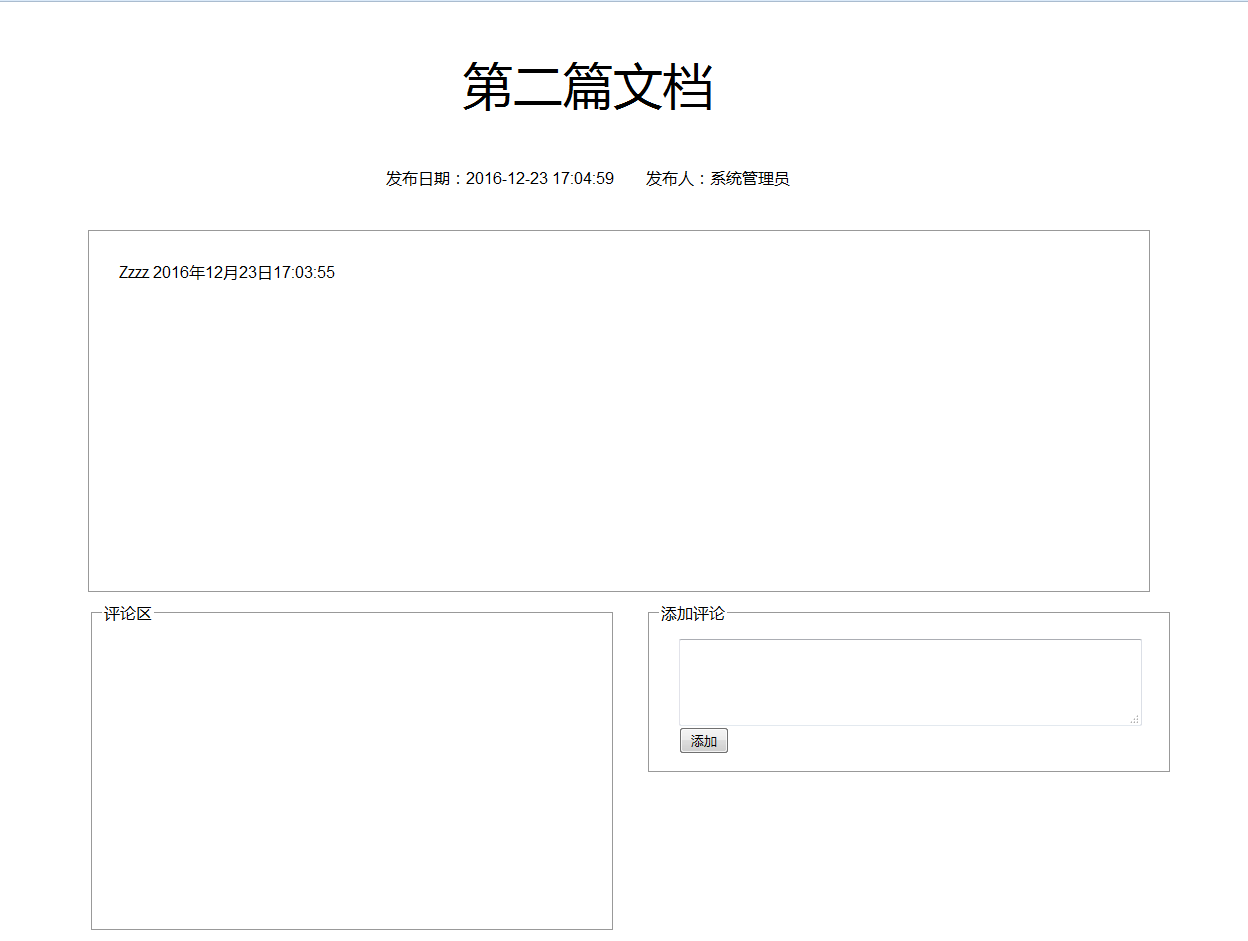 第二篇文档
发布日期：2016-12-23 17:04:59 发布人：系统管理员
Zzzz 2016年12月23日17:03:55
评论区
添加评论
添加